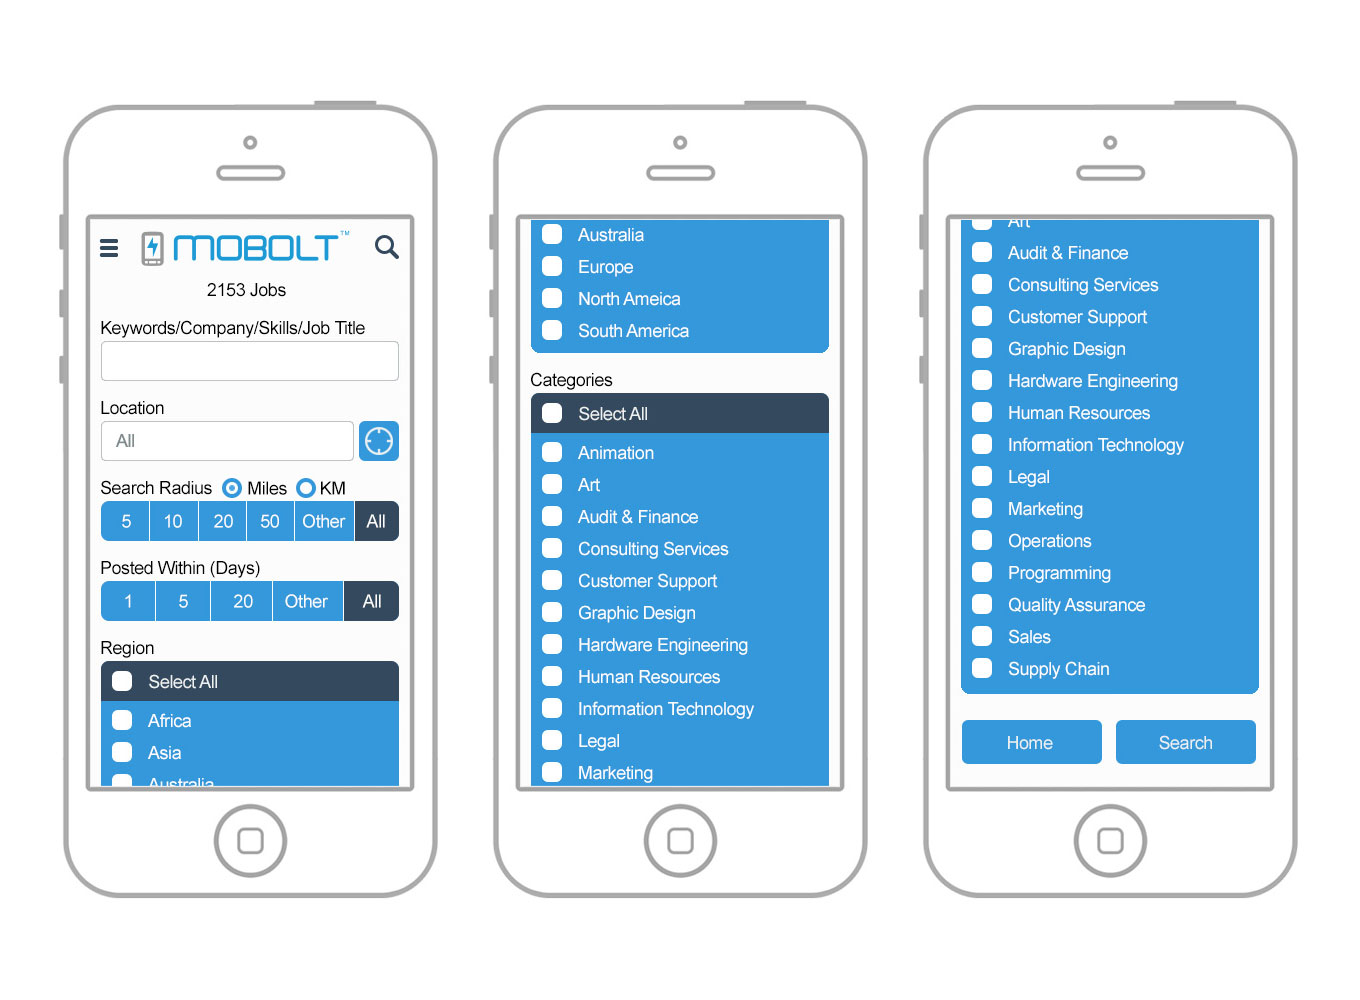 MOBOLT™
2153 Jobs
Keywords/Company/Skills/Job Title
Location
All
Search Radius Miles KM
5 10 20 50 Other All
Posted Within (Days)
1 5 20 Other All
Region
Select All
Africa
Asia
Australia
Australia
Europe
North Ameica
South America
Categories
Select All
Animation
Art
Audit & Finance
Consulting Services
Customer Support
Graphic Design
Hardware Engineering
Human Resources
Information Technology
Legal
Marketing
Art
Audit & Finance
Consulting Services
Customer Support
Graphic Design
Hardware Engineering
Human Resources
Information Technology
Legal
Marketing
Operations
Programming
Quality Assurance
Sales
Supply Chain
Home Search